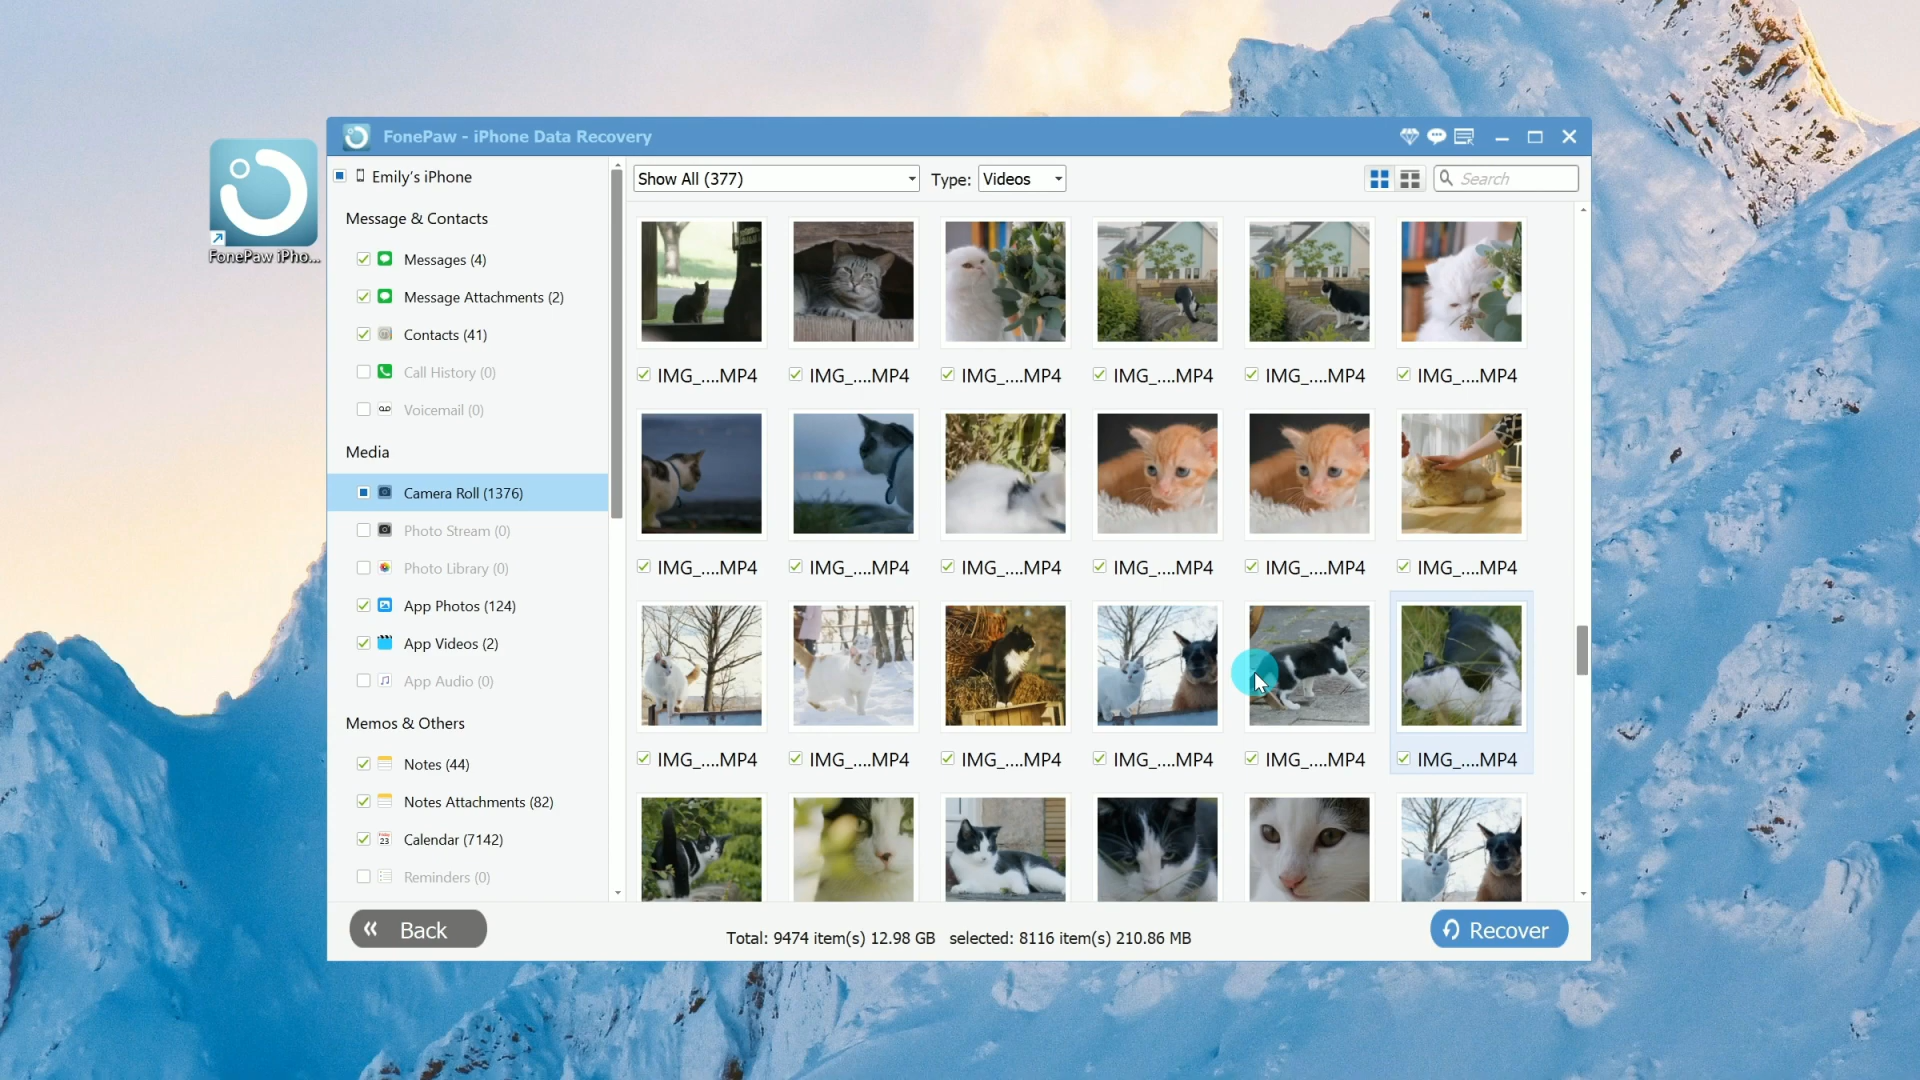 FonePaw iPho...
FonePaw - iPhone Data Recovery
Emily's iPhone
Message & Contacts
Messages (4)
Message Attachments (2)
Contacts (41)
Call History (0)
Voicemail (0)
Media
Camera Roll (1376)
Photo Stream (0)
Photo Library (0)
App Photos (124)
App Videos (2)
App Audio (0)
Memos & Others
Notes (44)
Notes Attachments (82)
23
Calendar (7142)
Reminders (0)
Show All (377) Type: Videos Search
IMG_....MP4 IMG_....MP4 IMG_....MP4 IMG_....MP4 IMG_....MP4 IMG_....MP4
IMG_....MP4 IMG_....MP4 IMG_....MP4 IMG_....MP4 IMG_....MP4 IMG_....MP4
IMG_....MP4 IMG_....MP4 IMG_....MP4 IMG_....MP4 IMG_....MP4 IMG_....MP4
Back
Total: 9474 item(s) 12.98 GB selected: 8116 item(s) 210.86 MB
Recover